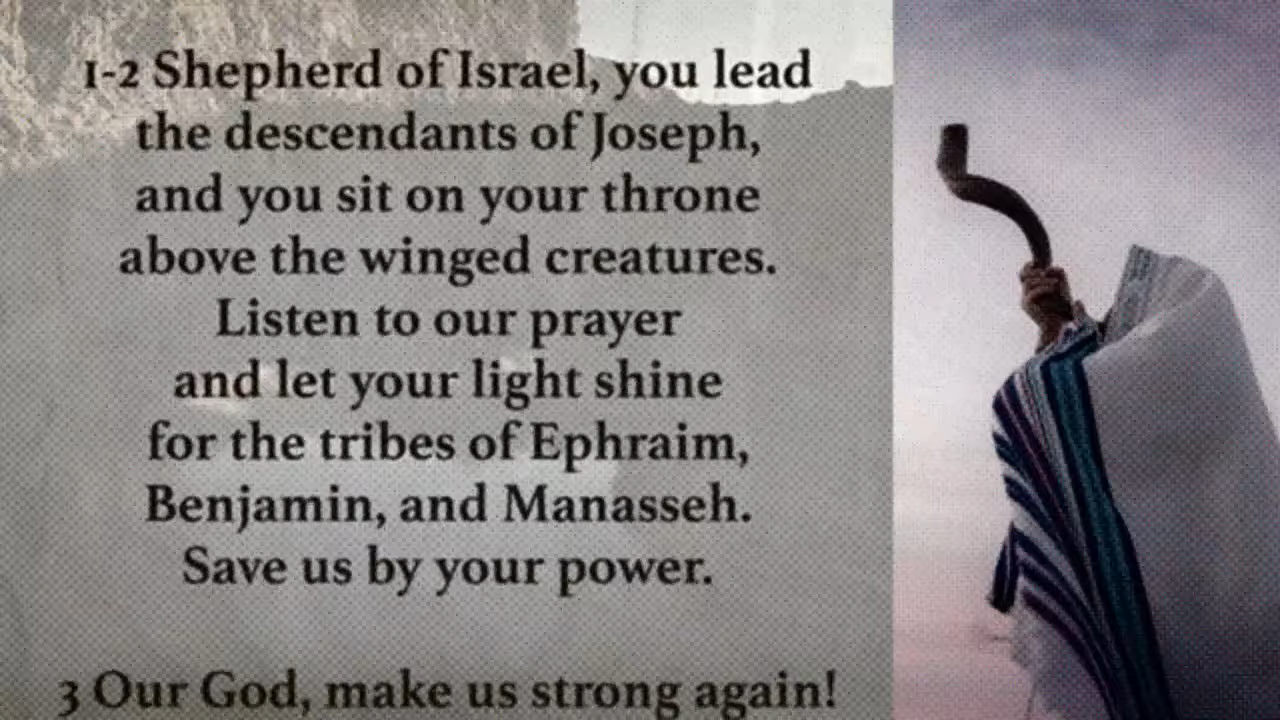 1-2 Shepherd of Israel, you lead
the descendants of Joseph,
and you sit on your throne
above the winged creatures.
Listen to our prayer
and let your light shine
for the tribes of Ephraim,
Benjamin, and Manasseh.
Save us by your power.
3 Our God, make us strong again!